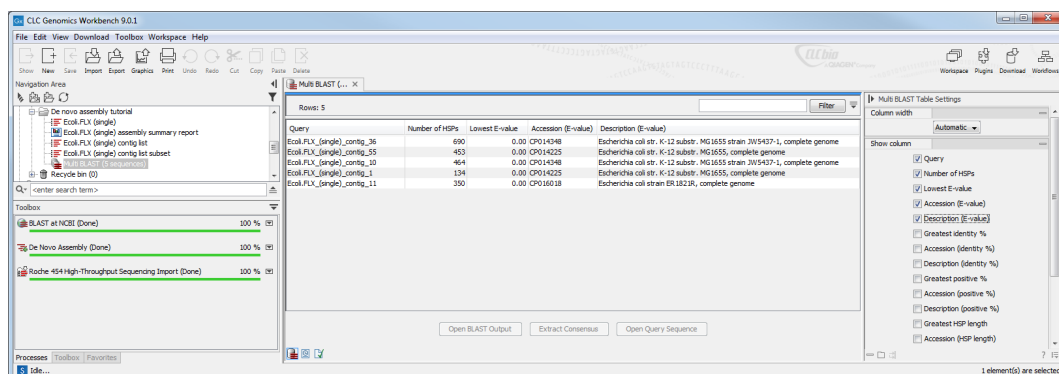 CLC Genomics Workbench 9.0.1
File Edit View Download Toolbox Workspace Help
Show New Save Import Export Graphics Print Undo Redo Cut Copy Paste Delete
CLCbio
Workspace Plugins Download Workflows
Navigation Area
De novo assembly tutorial
Ecoli.FLX (single)
Ecoli.FLX (single) assembly summary report
Ecoli.FLX (single) contig list
Ecoli.FLX (single) contig list subset
Multi BLAST (5 sequences)
Recycle bin (0)
<enter search term>
Toolbox
BLAST at NCBI (Done) 100 %
De Novo Assembly (Done) 100 %
Roche 454 High-Throughput Sequencing Import (Done) 100 %
Processes Toolbox Favorites
Idle...
Multi BLAST (...
Rows: 5 Filter
Query Number of HSPs Lowest E-value Accession (E-value) Description (E-value)
Ecoli.FLX_(single)_contig_36 690 0.00 CP014348 Escherichia coli str. K-12 substr. MG1655 strain JW5437-1, complete genome
Ecoli.FLX_(single)_contig_55 453 0.00 CP014225 Escherichia coli str. K-12 substr. MG1655, complete genome
Ecoli.FLX_(single)_contig_10 464 0.00 CP014348 Escherichia coli str. K-12 substr. MG1655 strain JW5437-1, complete genome
Ecoli.FLX_(single)_contig_1 134 0.00 CP014225 Escherichia coli str. K-12 substr. MG1655, complete genome
Ecoli.FLX_(single)_contig_11 350 0.00 CP016018 Escherichia coli strain ER1821R, complete genome
Open BLAST Output Extract Consensus Open Query Sequence
Multi BLAST Table Settings
Column width
Automatic
Show column
Query
Number of HSPs
Lowest E-value
Accession (E-value)
Description (E-value)
Greatest identity %
Accession (identity %)
Description (identity %)
Greatest positive %
Accession (positive %)
Description (positive %)
Greatest HSP length
Accession (HSP length)
1 element(s) are selected